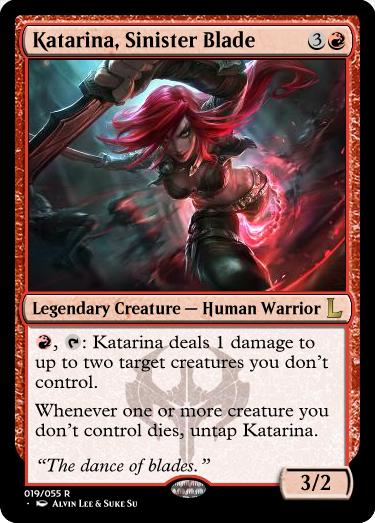 Katarina, Sinister Blade 3
Legendary Creature — Human Warrior L
, : Katarina deals 1 damage to
up to two target creatures you don't
control.
Whenever one or more creature you
don't control dies, untap Katarina.
“The dance of blades.”
3/2
019/055 R
· Alvin Lee & Suke Su